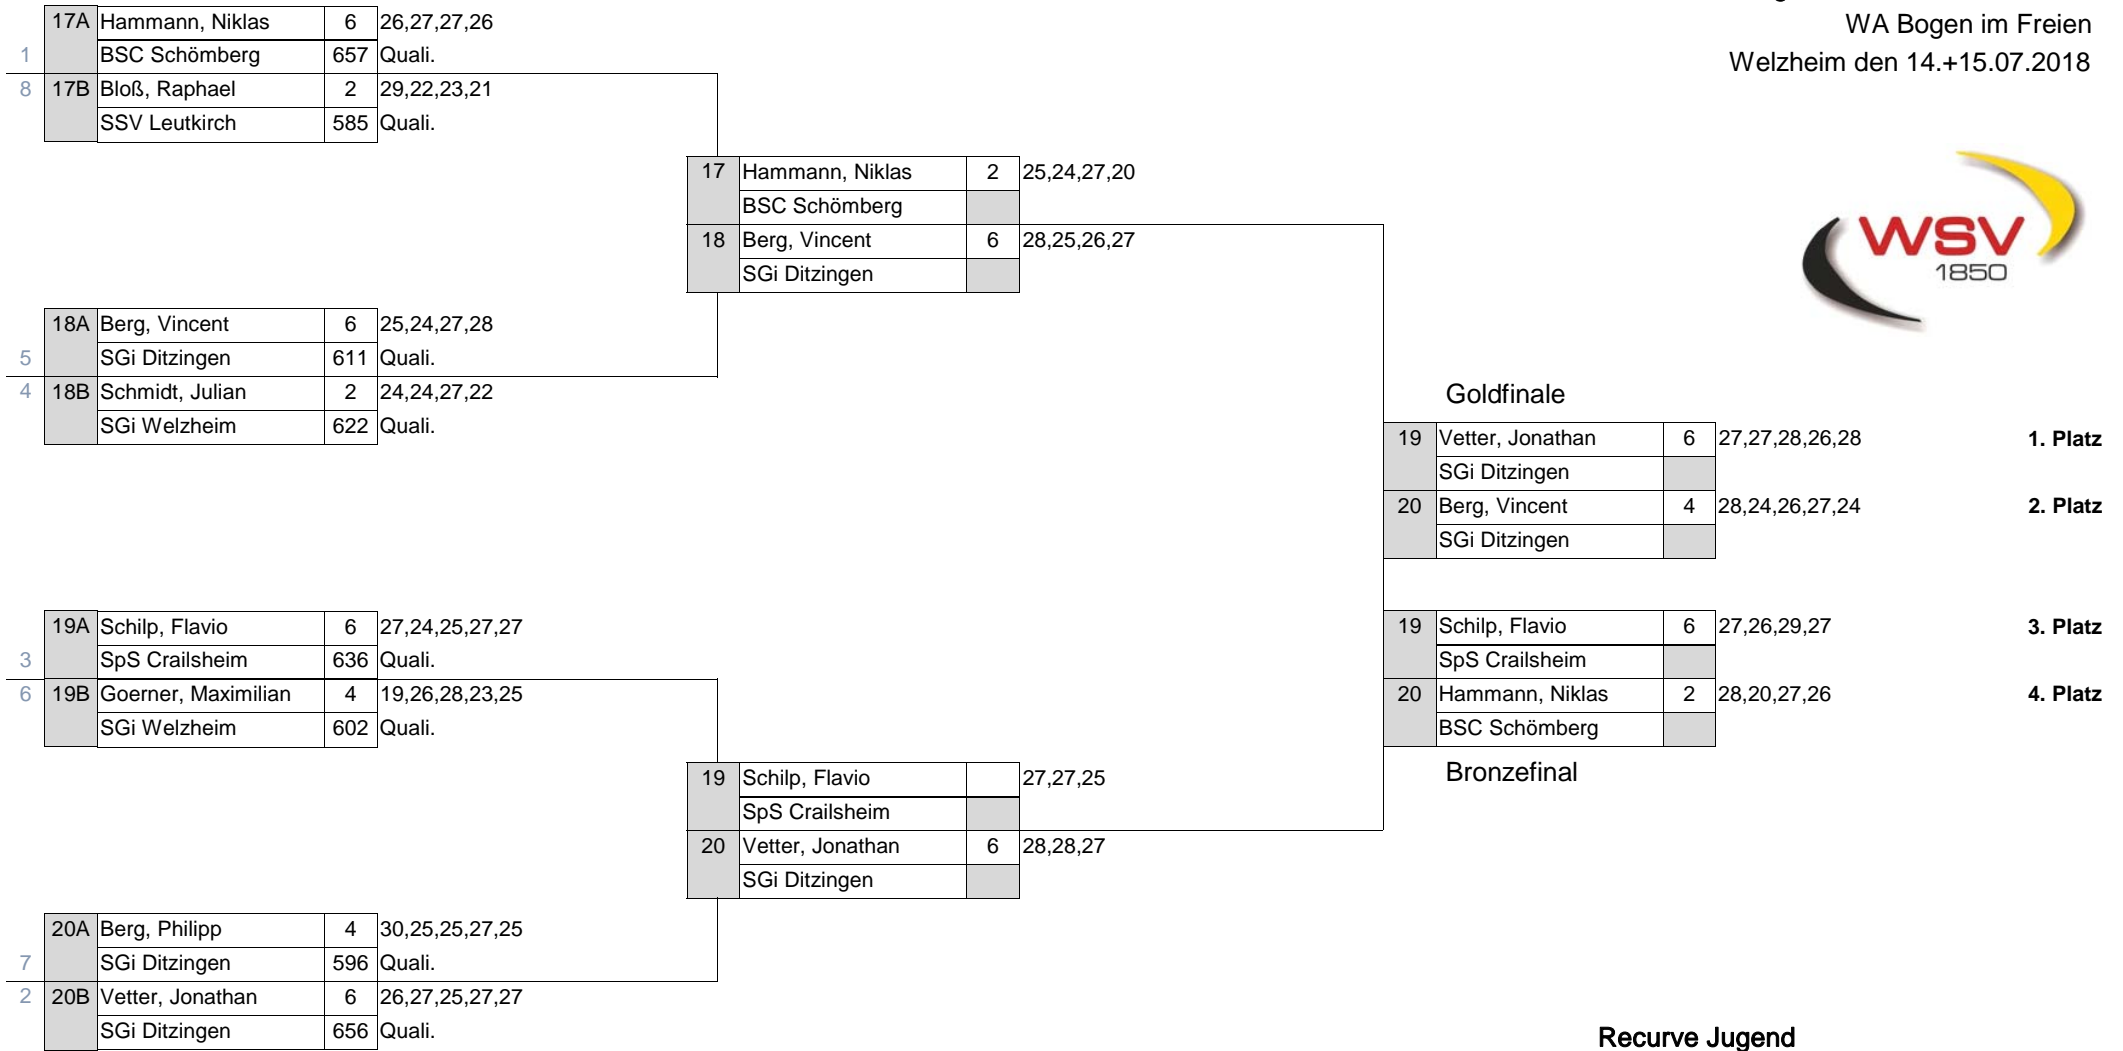 WA Bogen im Freien
Welzheim den 14.+15.07.2018
WSV
1850
17A Hammann, Niklas 6 26,27,27,26
1 BSC Schömberg 657 Quali.
8 17B Bloß, Raphael 2 29,22,23,21
SSV Leutkirch 585 Quali.
17 Hammann, Niklas 2 25,24,27,20
BSC Schömberg
18 Berg, Vincent 6 28,25,26,27
SGi Ditzingen
18A Berg, Vincent 6 25,24,27,28
5 SGi Ditzingen 611 Quali.
4 18B Schmidt, Julian 2 24,24,27,22
SGi Welzheim 622 Quali.
Goldfinale
19 Vetter, Jonathan 6 27,27,28,26,28 1. Platz
SGi Ditzingen
20 Berg, Vincent 4 28,24,26,27,24 2. Platz
SGi Ditzingen
19A Schilp, Flavio 6 27,24,25,27,27
3 SpS Crailsheim 636 Quali.
6 19B Goerner, Maximilian 4 19,26,28,23,25
SGi Welzheim 602 Quali.
19 Schilp, Flavio 6 27,26,29,27 3. Platz
SpS Crailsheim
20 Hammann, Niklas 2 28,20,27,26 4. Platz
BSC Schömberg
Bronzefinal
19 Schilp, Flavio 27,27,25
SpS Crailsheim
20 Vetter, Jonathan 6 28,28,27
SGi Ditzingen
20A Berg, Philipp 4 30,25,25,27,25
7 SGi Ditzingen 596 Quali.
2 20B Vetter, Jonathan 6 26,27,25,27,27
SGi Ditzingen 656 Quali.
Recurve Jugend